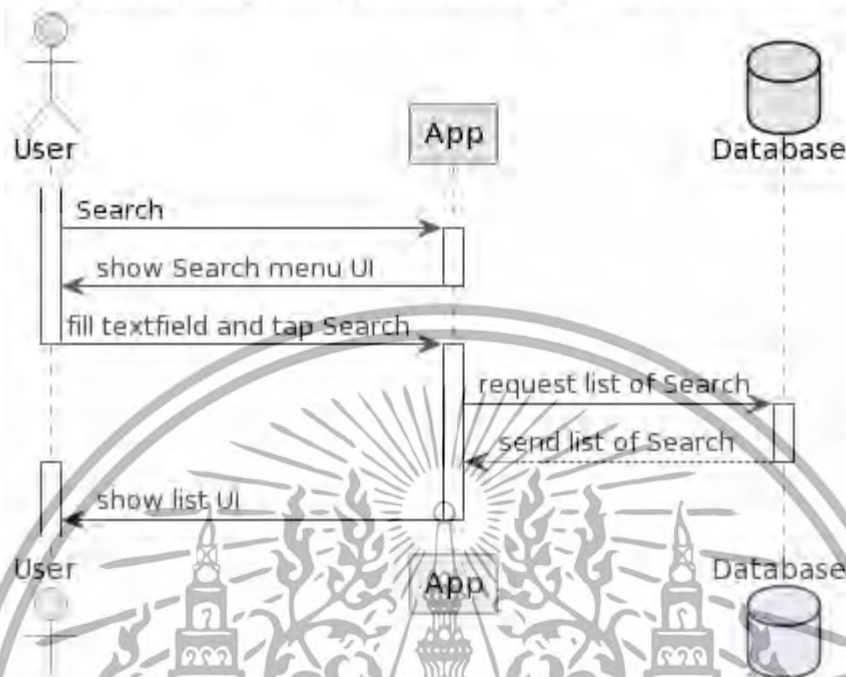 User
App
Database
Search
show Search menu UI
fill textfield and tap Search
request list of Search
send list of Search
show list UI
User
App
Database